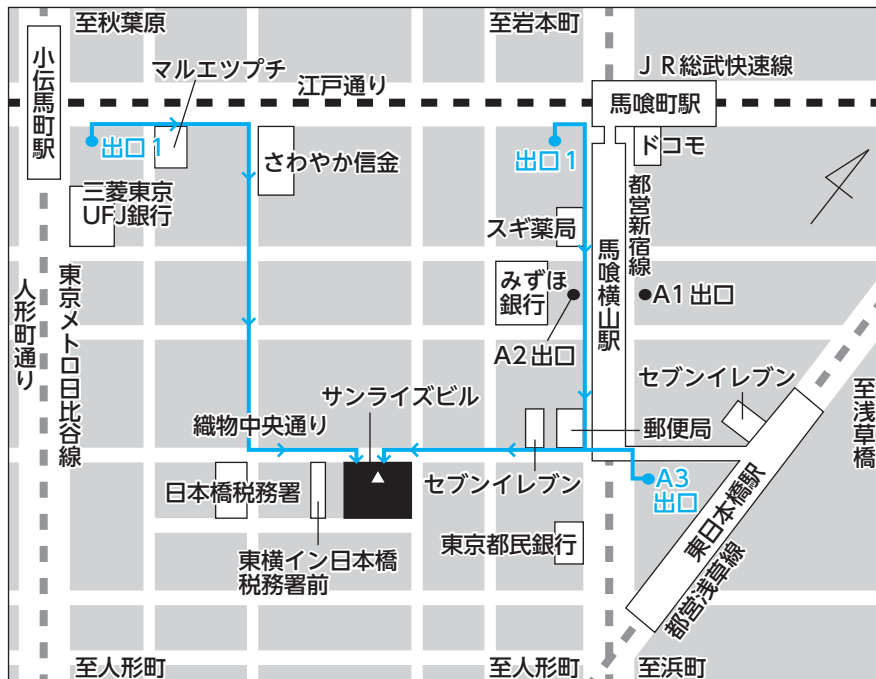 至秋葉原
至岩本町
小伝馬町駅
マルエツプチ
江戸通り
JR総武快速線
馬喰町駅
出口1
さわやか信金
出口1
ドコモ
三菱東京
UFJ銀行
スギ薬局
都営新宿線
馬喰横山駅
みずほ
銀行
A1出口
A2出口
人形町通り
東京メトロ日比谷線
サンライズビル
セブンイレブン
至浅草橋
織物中央通り
郵便局
日本橋税務署
セブンイレブン
A3
出口
東日本橋駅
東横イン日本橋
税務署前
東京都民銀行
都営浅草線
至人形町
至人形町
至浜町